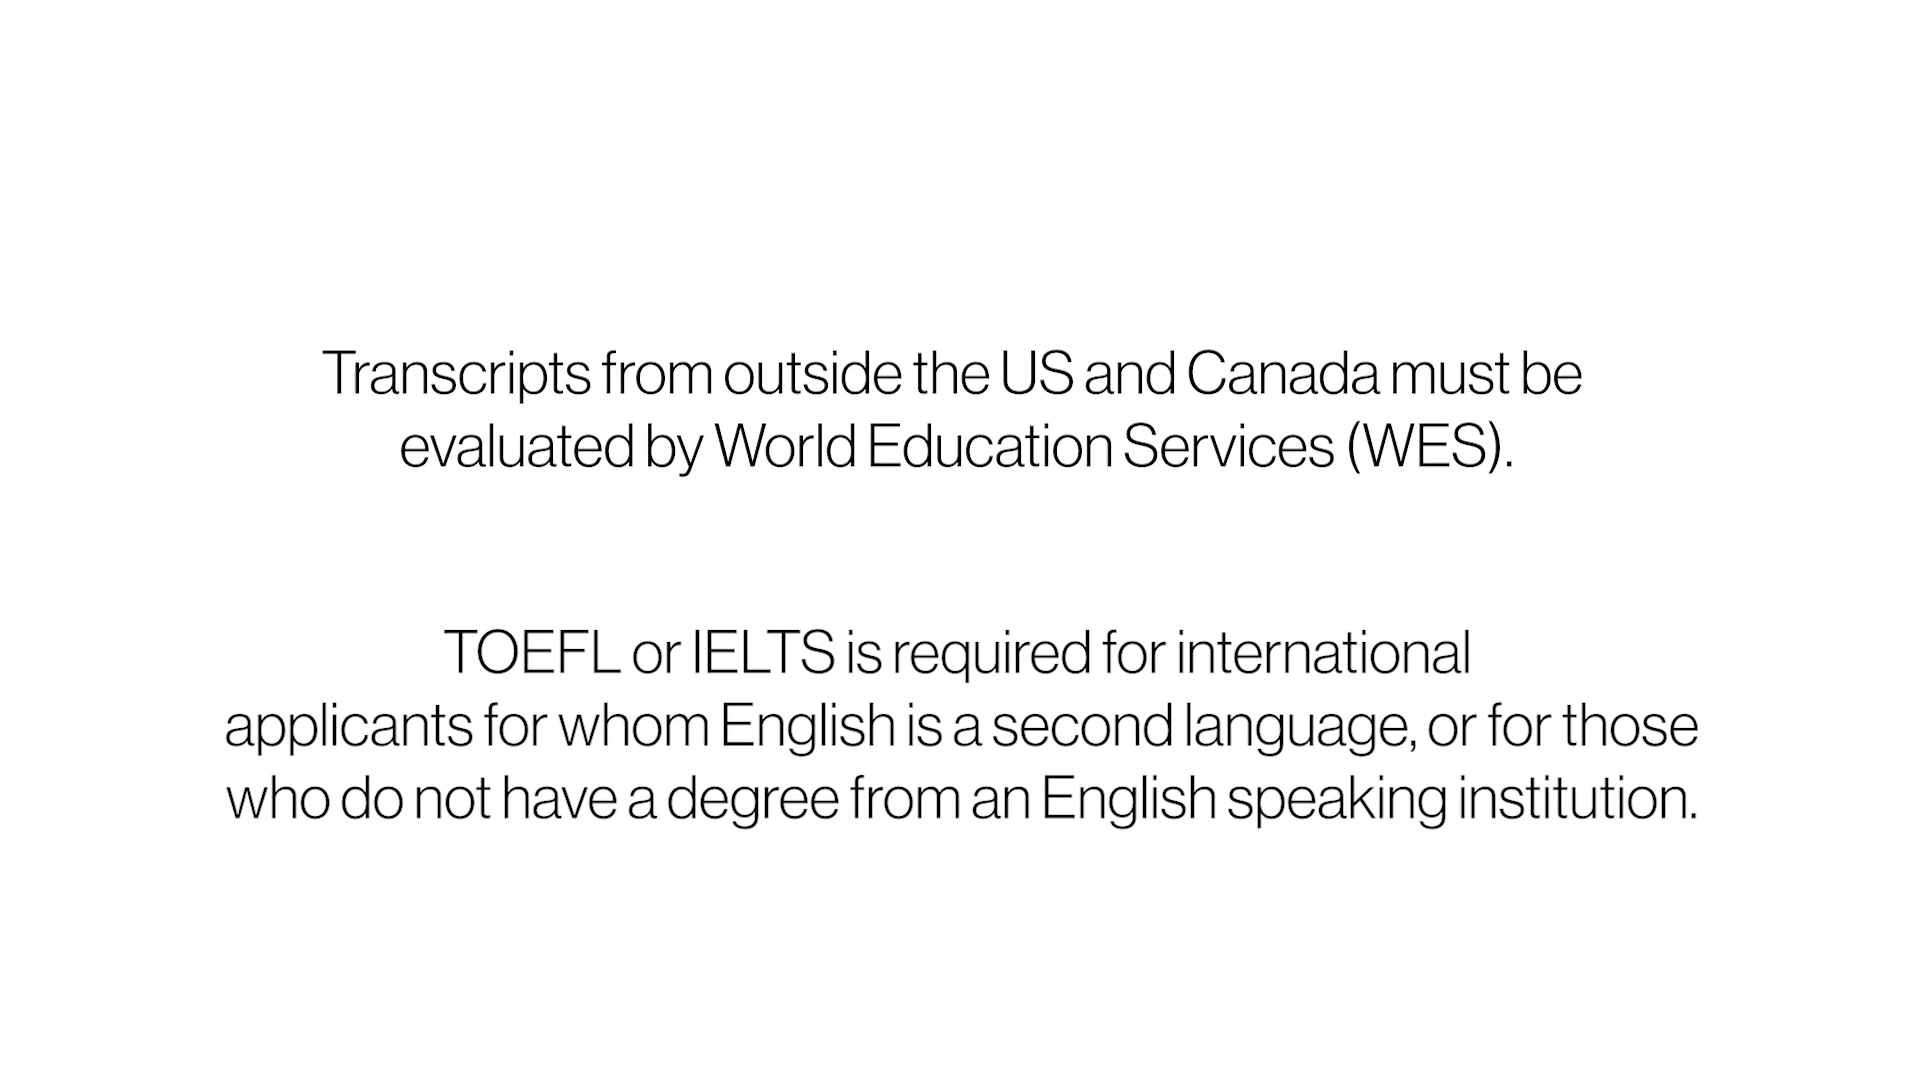 Transcripts from outside the US and Canada must be
evaluated by World Education Services (WES).
TOEFL or IELTS is required for international
applicants for whom English is a second language, or for those
who do not have a degree from an English speaking institution.